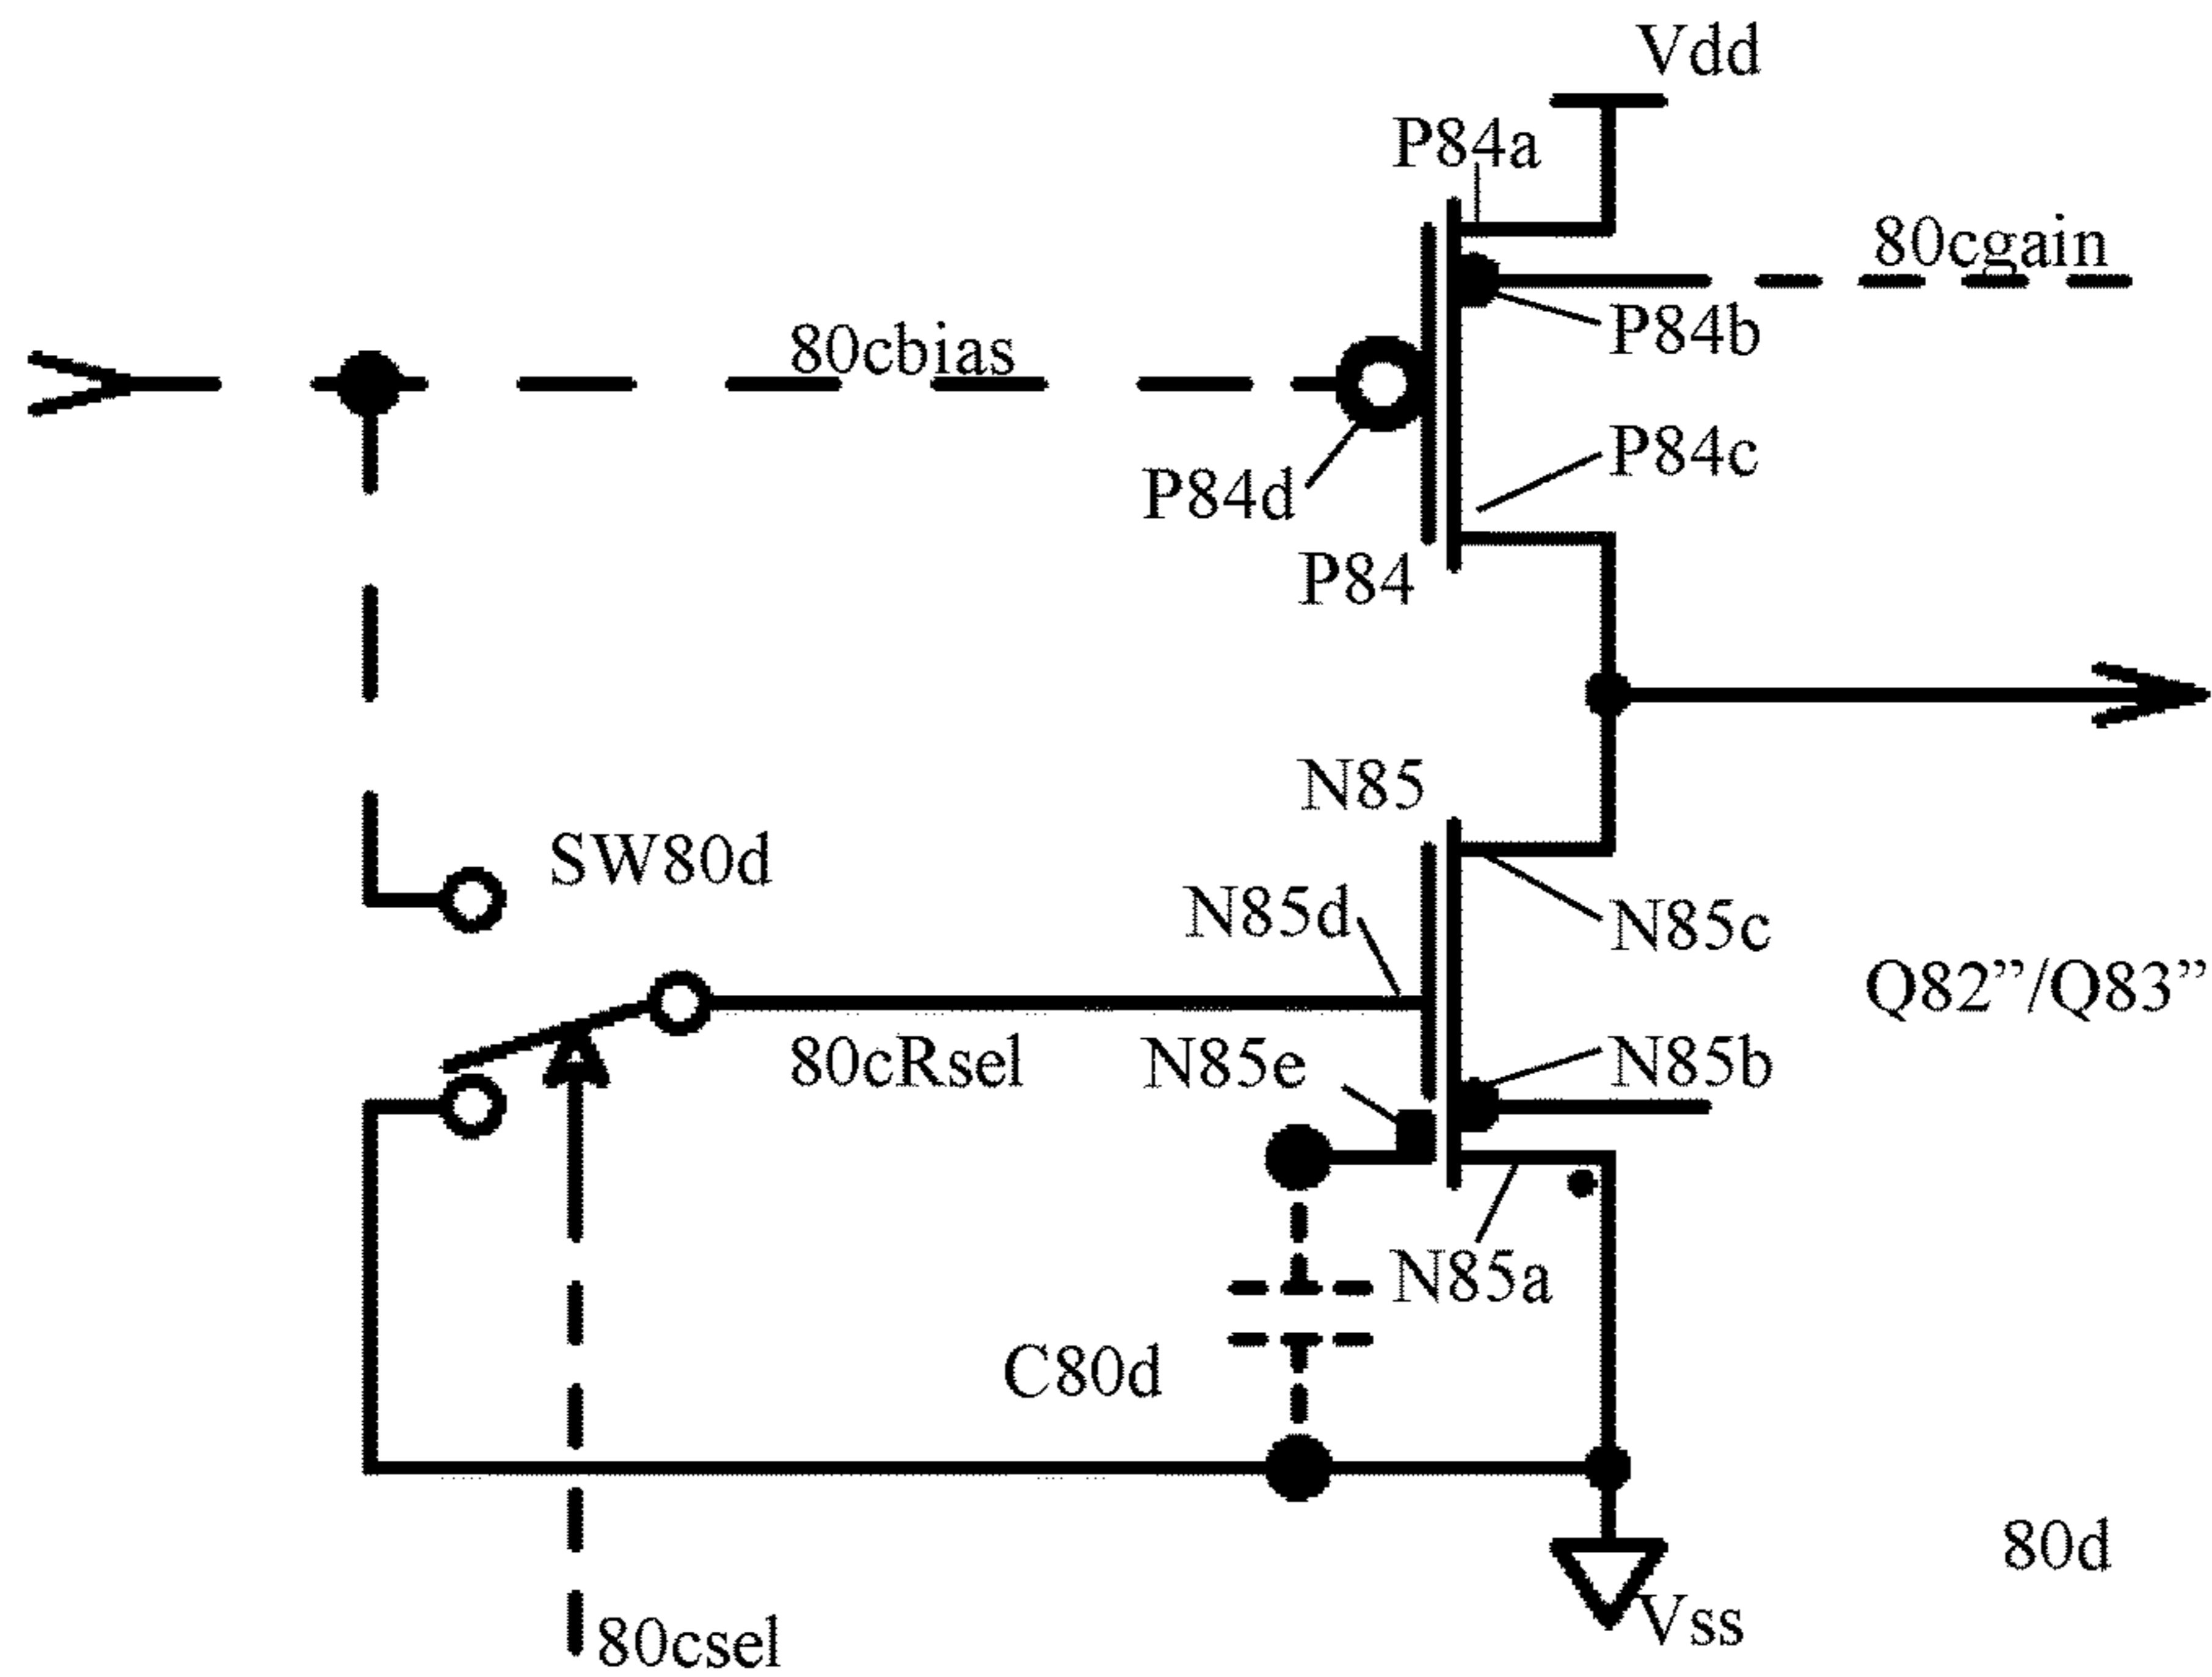 Vdd
P84a
80cgain
P84b
80cbias
P84c
P84d
P84
N85
SW80d
N85d
N85c
Q82”/Q83”
80cRsel
N85e
N85b
N85a
C80d
80d
Vss
80csel